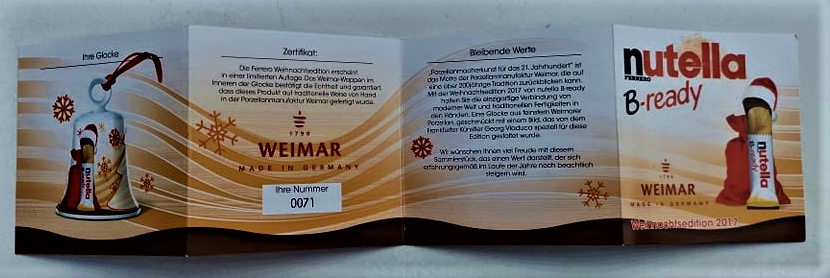 Ihre Glocke
nutella
B-ready
Zertifikat:
Die Ferrero Weihnachtsedition erscheint
in einer limitierten Auflage. Das Weimar-Wappen im
Inneren der Glocke bestätigt die Echtheit und garantiert,
dass dieses Produkt auf traditionelle Weise von Hand
in der Porzellanmanufaktur Weimar gefertigt wurde.
1790
WEIMAR
MADE IN GERMANY
Ihre Nummer
0071
Bleibende Werte
„Porzellanmacherkunst für das 21. Jahrhundert" ist
das Motto der Porzellanmanufaktur Weimar, die auf
eine über 200jährige Tradition zurückblicken kann.
Mit der Weihnachtsedition 2017 von nutella B-ready
halten Sie die einzigartige Verbindung von
moderner Welt und traditionellen Fertigkeiten in
den Händen: Eine Glocke aus feinstem Weimarer
Porzellan, geschmückt mit einem Bild, das von dem
Frankfurter Künstler Georg Viaduca speziell für diese
Edition gestaltet wurde.
Wir wünschen Ihnen viel Freude mit diesem
Sammlerstück, das einen Wert darstellt, der sich
erfahrungsgemäß im Laufe der Jahre noch beachtlich
steigern wird.
nutella
FERRERO
B-ready
nutella
B-ready
1790
WEIMAR
MADE IN GERMANY
Weihnachtsedition 2017